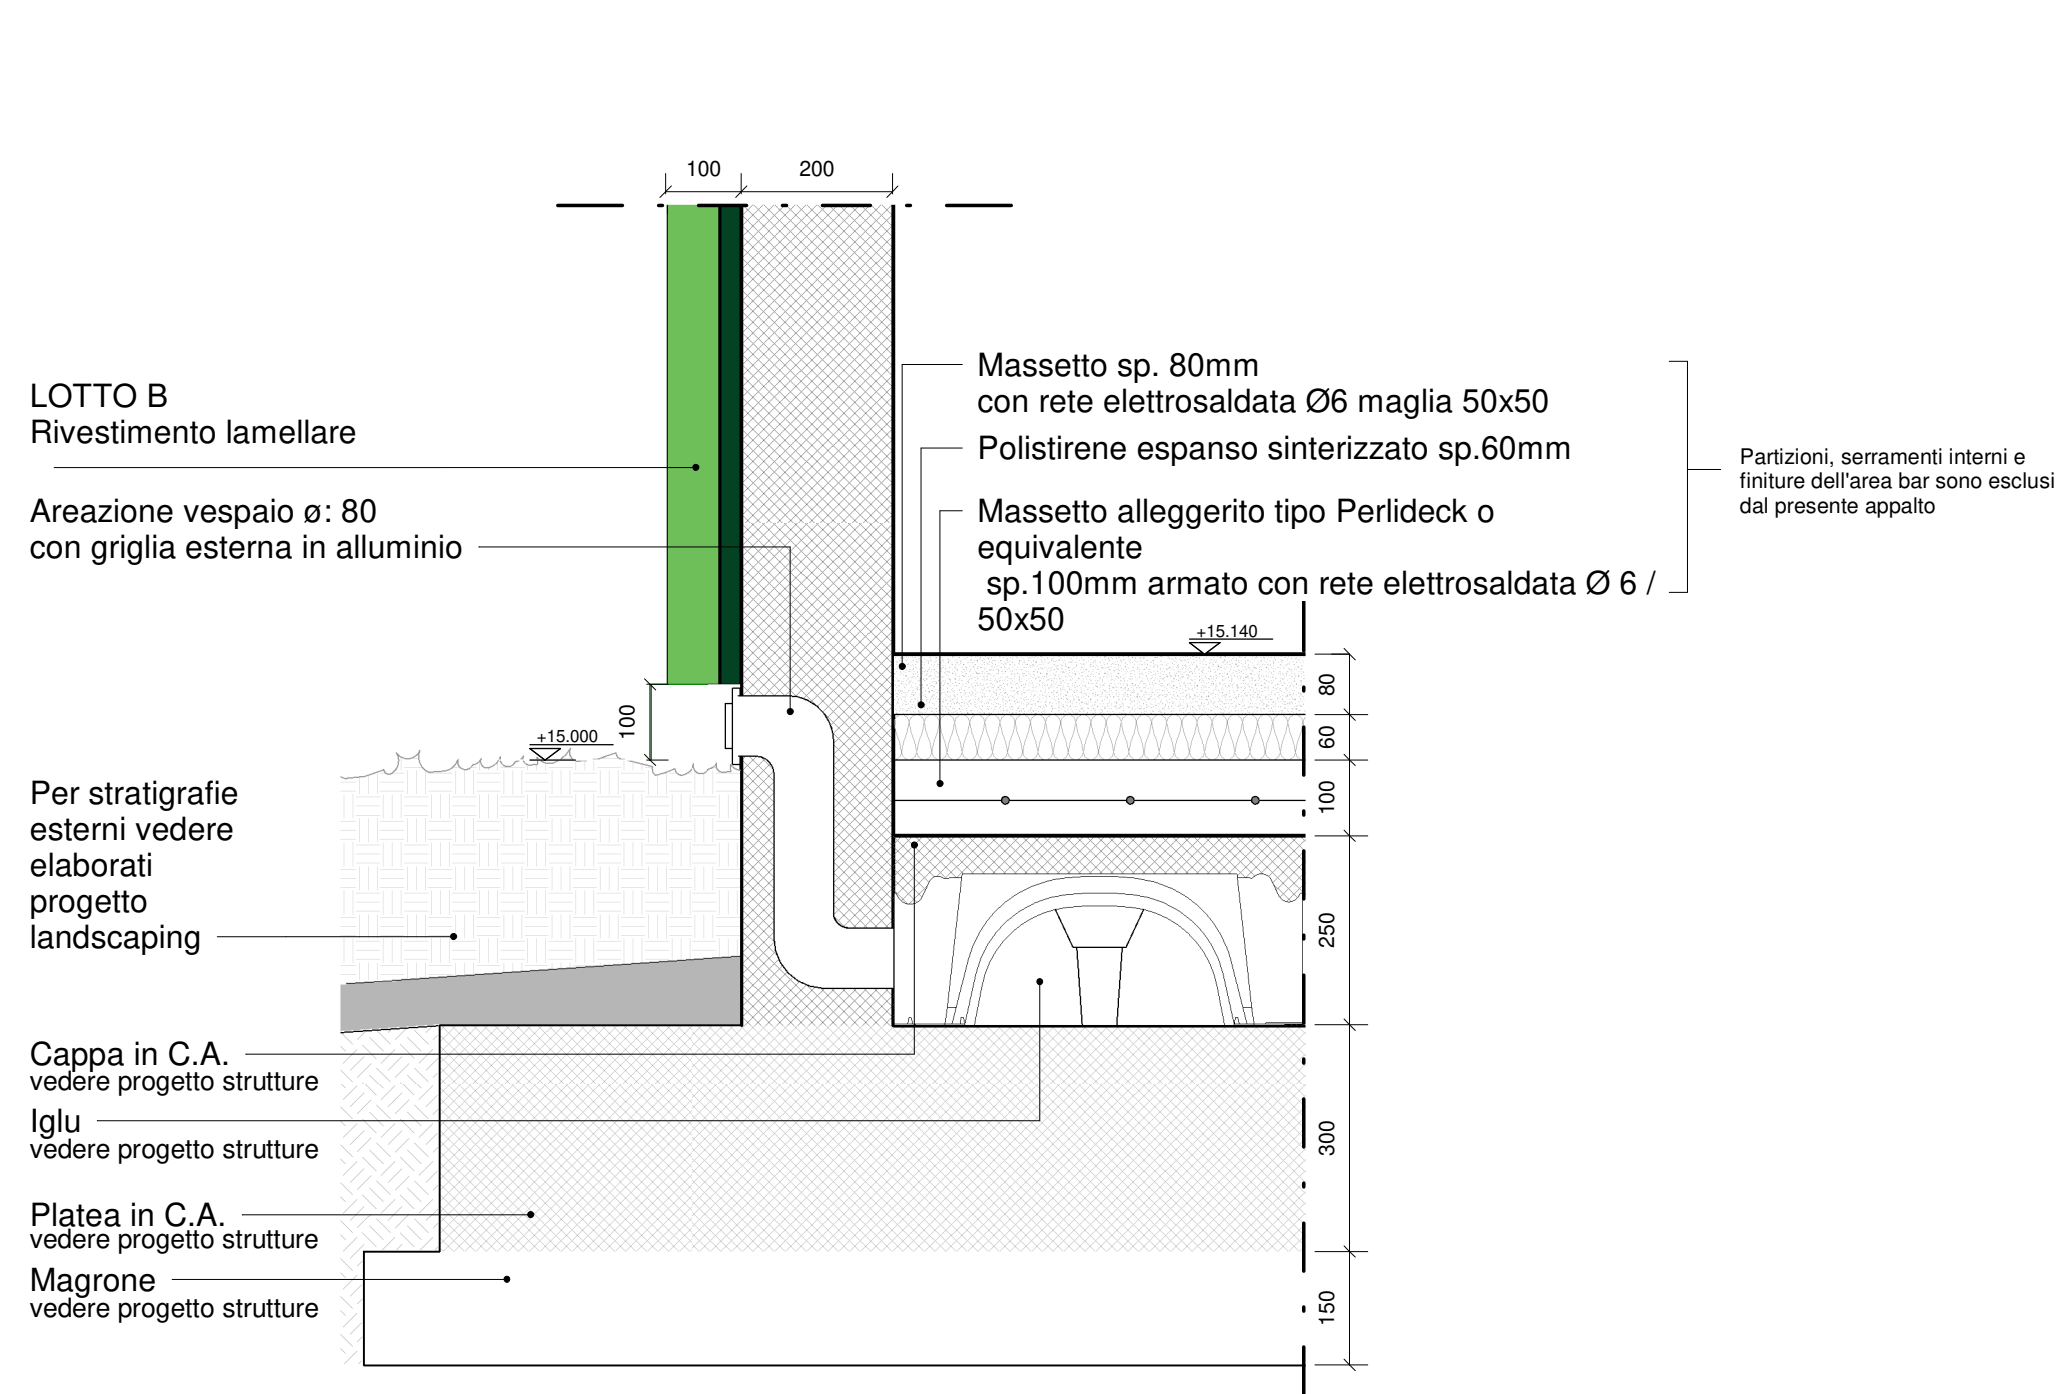 100
200
LOTTO B
Rivestimento lamellare
Areazione vespaio ø: 80
con griglia esterna in alluminio
Massetto sp. 80mm
con rete elettrosaldata Ø6 maglia 50x50
Polistirene espanso sinterizzato sp.60mm
Massetto alleggerito tipo Perlideck o
equivalente
sp.100mm armato con rete elettrosaldata Ø 6 /
50x50
Partizioni, serramenti interni e
finiture dell'area bar sono esclusi
dal presente appalto
+15.140
+15.000
100
80
60
100
250
300
150
Per stratigrafie
esterni vedere
elaborati
progetto
landscaping
Cappa in C.A.
vedere progetto strutture
Iglu
vedere progetto strutture
Platea in C.A.
vedere progetto strutture
Magrone
vedere progetto strutture